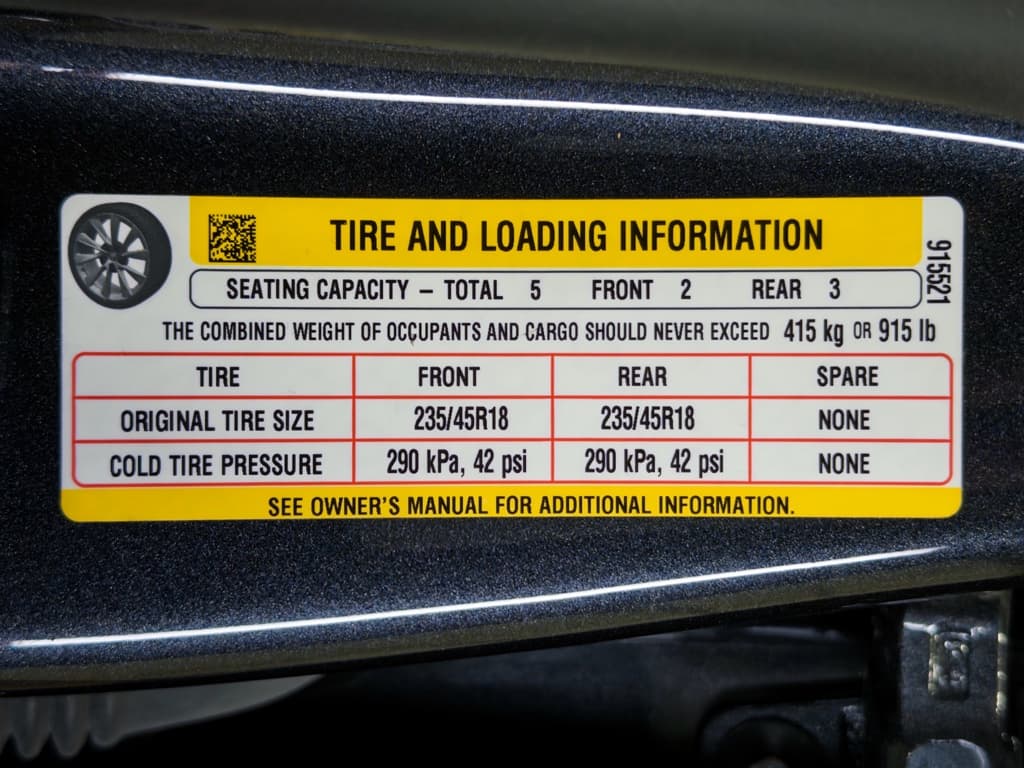 TIRE AND LOADING INFORMATION
SEATING CAPACITY – TOTAL 5 FRONT 2 REAR 3
915521
THE COMBINED WEIGHT OF OCCUPANTS AND CARGO SHOULD NEVER EXCEED 415 kg OR 915 lb
TIRE FRONT REAR SPARE
ORIGINAL TIRE SIZE 235/45R18 235/45R18 NONE
COLD TIRE PRESSURE 290 kPa, 42 psi 290 kPa, 42 psi NONE
SEE OWNER'S MANUAL FOR ADDITIONAL INFORMATION.